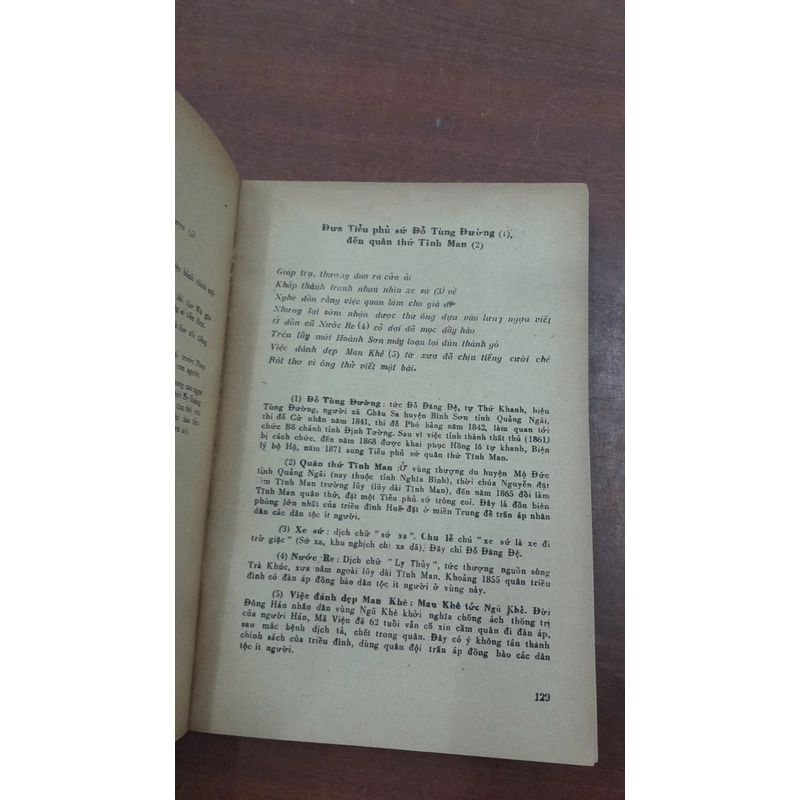 Đưa Tiễu phủ sứ Đỗ Tùng Đường (1),
đến quân thứ Tĩnh Man (2)
Giáp trụ, thương dao ra cửa ải
Khắp thành tranh nhau nhìn xe sứ (3) về
Nghe đồn rằng việc quan làm cho già đi
Nhưng lại sớm nhận được thư ông dựa vào lưng ngựa viết
Ở đồn cũ Nước Re (4) cỏ dại đã mọc đầy hào
Trên lũy mới Hoành Sơn mây loạn lại dàn thành gò
Việc đánh dẹp Man Khê (5) từ xưa đã chịu tiếng cười chê
Bút thơ vì ông thử viết một bài.
(1) Đỗ Tùng Đường : tức Đỗ Đăng Đệ, tự Thứ Khanh, hiệu
Tùng Đường, người xã Châu Sa huyện Bình Sơn tỉnh Quảng Ngãi,
thi đỗ Cử nhân năm 1841, thi đỗ Phó bảng năm 1842, làm quan tới
chức Bố chánh tỉnh Định Tường. Sau vì việc tỉnh thành thất thủ (1861)
bị cách chức, đến năm 1868 được khai phục Hồng lô tự khanh, Biện
lý bộ Hộ, năm 1871 sung Tiễu phủ sứ quân thứ Tĩnh Man.
(2) Quân thứ Tĩnh Man : Ở vùng thượng du huyện Mộ Đức
tỉnh Quảng Ngãi (nay thuộc tỉnh Nghĩa Bình), thời chúa Nguyễn đặt
làm Tĩnh Man trường lũy (lũy dài Tĩnh Man), đến năm 1865 đổi làm
Tĩnh Man quân thứ, đặt một Tiễu phủ sứ trông coi. Đây là đồn biên
phòng lớn nhất của triều đình Huế đặt ở miền Trung để trấn áp nhân
dân các dân tộc ít người.
(3) Xe sứ : dịch chữ "sứ xa". Chu lễ chú "xe sứ là xe đi
trừ giặc" (Sứ xa, khu nghịch chi xa dã). Đây chỉ Đỗ Đăng Đệ.
(4) Nước Re : Dịch chữ "Ly Thủy", tức thượng nguồn sông
Trà Khúc, xưa nằm ngoài lũy dài Tĩnh Man. Khoảng 1855 quân triều
đình có đàn áp đồng bào dân tộc ít người ở vùng này.
(5) Việc đánh dẹp Man Khê : Man Khê tức Ngũ Khê. Đời
Đông Hán nhân dân vùng Ngũ Khê khởi nghĩa chống ách thống trị
của người Hán, Mã Viện đã 62 tuổi vẫn cố xin cầm quân đi đàn áp,
sau mắc bệnh dịch tả, chết trong quân. Đây có ý không tán thành
chính sách của triều đình, dùng quân đội trấn áp đồng bào các dân
tộc ít người.
129